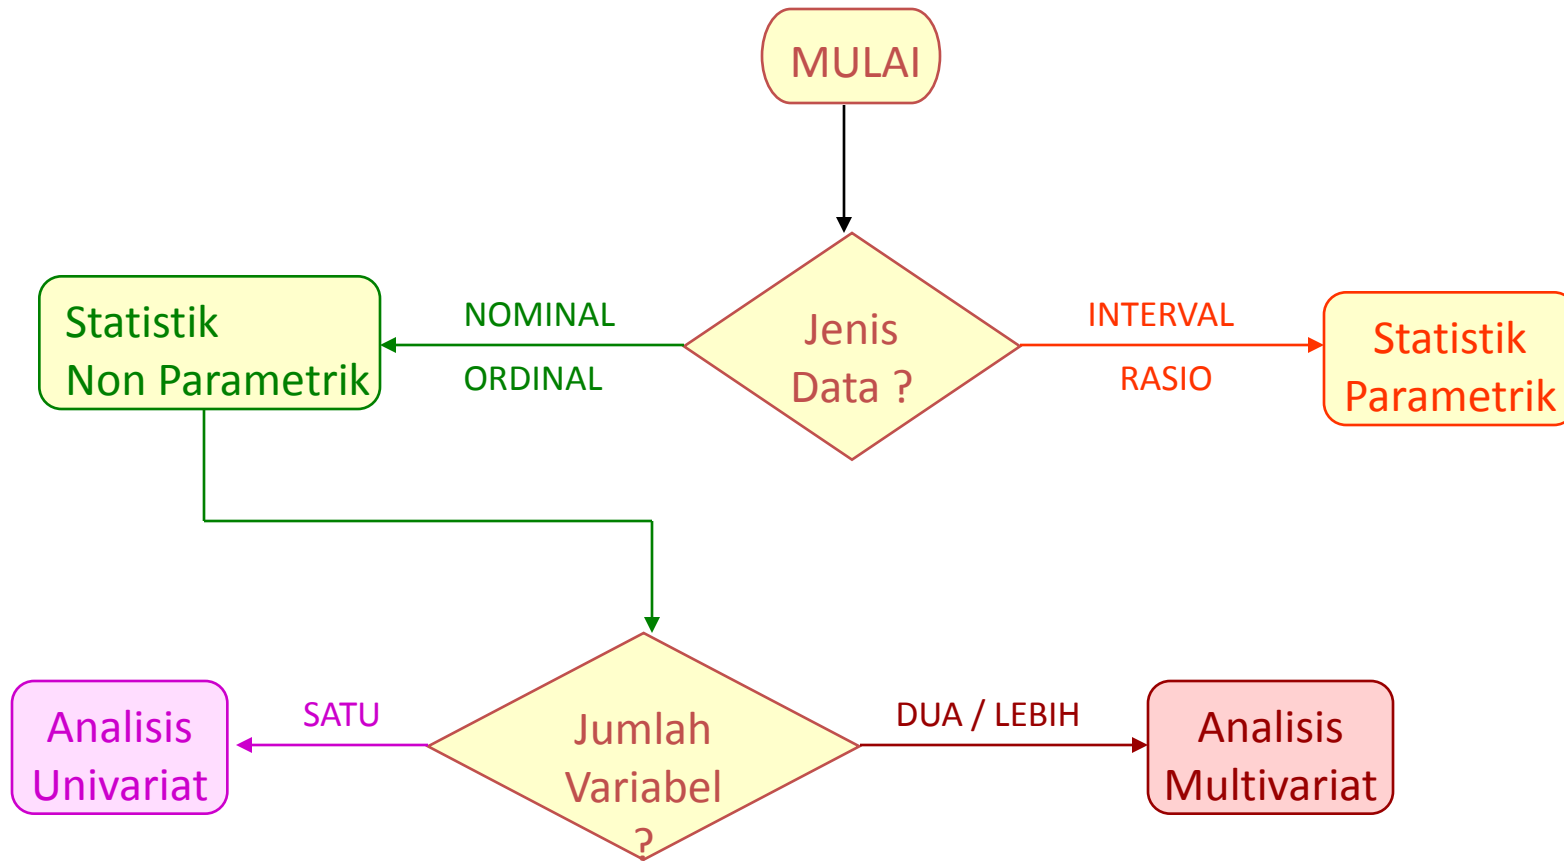 MULAI
Statistik
Non Parametrik
NOMINAL
ORDINAL
Jenis
Data ?
INTERVAL
RASIO
Statistik
Parametrik
Analisis
Univariat
SATU
Jumlah
Variabel
?
DUA / LEBIH
Analisis
Multivariat